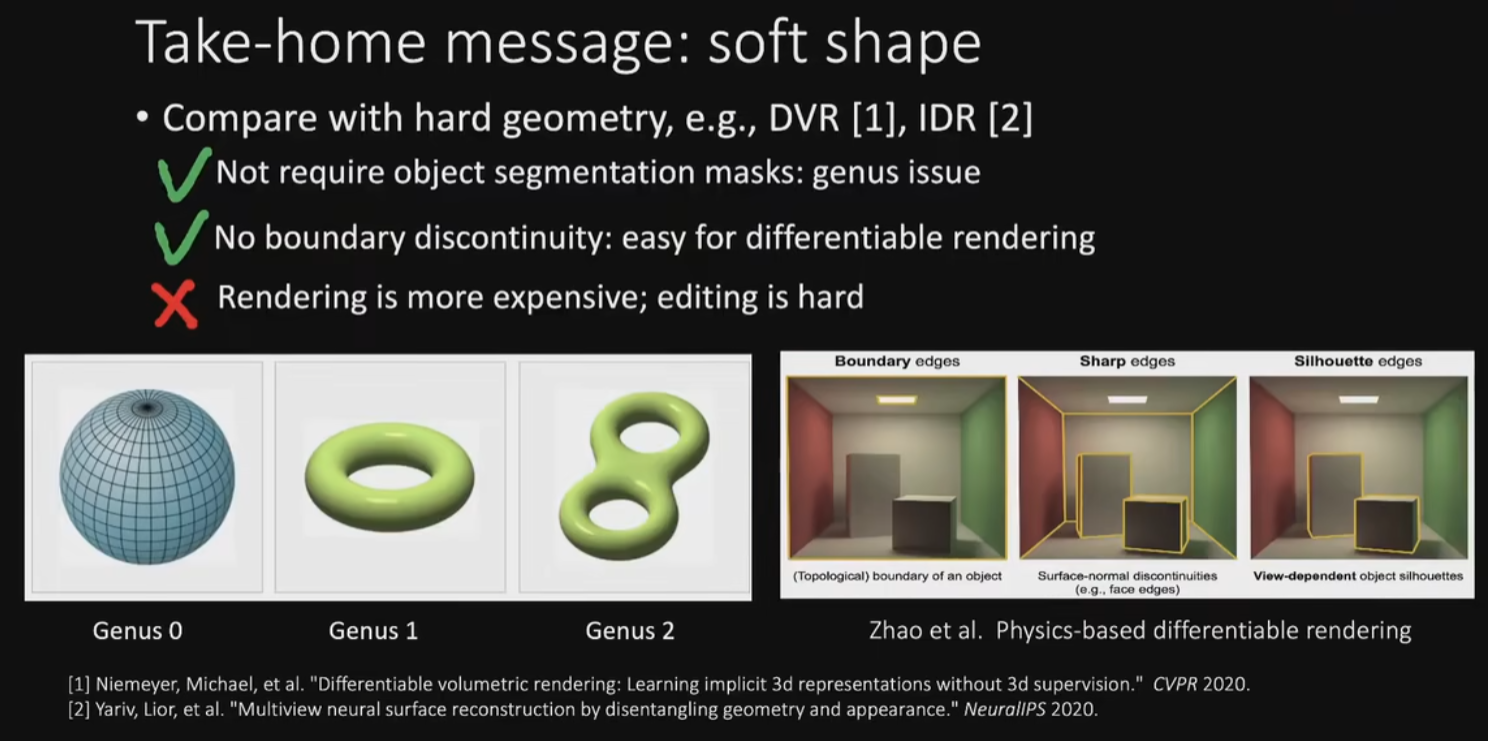 Take-home message: soft shape
• Compare with hard geometry, e.g., DVR [1], IDR [2]
Not require object segmentation masks: genus issue
No boundary discontinuity: easy for differentiable rendering
Rendering is more expensive; editing is hard
Genus 0
Genus 1
Genus 2
Boundary edges
(Topological) boundary of an object
Sharp edges
Surface-normal discontinuities
(e.g., face edges)
Silhouette edges
View-dependent object silhouettes
Zhao et al. Physics-based differentiable rendering
[1] Niemeyer, Michael, et al. "Differentiable volumetric rendering: Learning implicit 3d representations without 3d supervision." CVPR 2020.
[2] Yariv, Lior, et al. "Multiview neural surface reconstruction by disentangling geometry and appearance." NeuralIPS 2020.